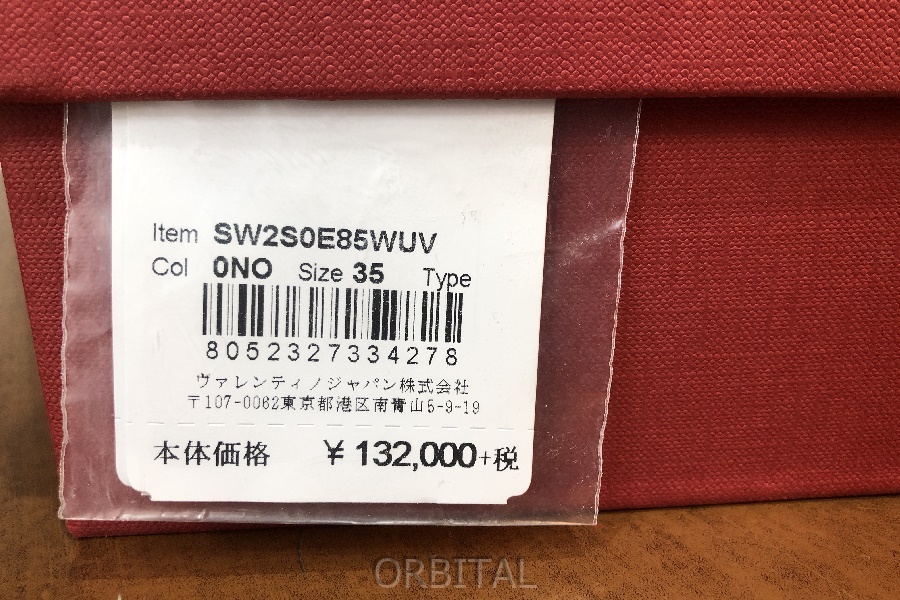 Item SW2S0E85WUV
Col 0NO Size 35 Type
8052327334278
ヴァレンティノジャパン株式会社
〒107-0062東京都港区南青山5-9-19
本体価格 ¥132,000+税
ORBITAL